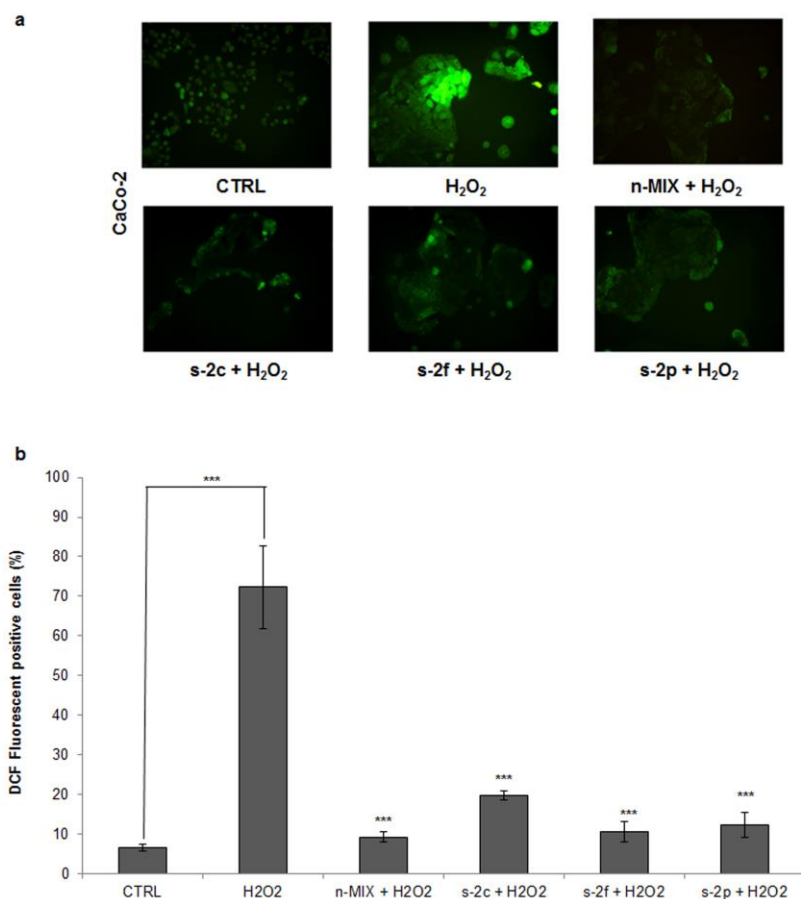 a
CaCo-2
CTRL
H₂O₂
n-MIX + H₂O₂
s-2c + H₂O₂
s-2f + H₂O₂
s-2p + H₂O₂
b
DCF Fluorescent positive cells (%)
100
90
80
70
60
50
40
30
20
10
0
***
***
***
***
***
CTRL
H2O2
n-MIX + H2O2
s-2c + H2O2
s-2f + H2O2
s-2p + H2O2